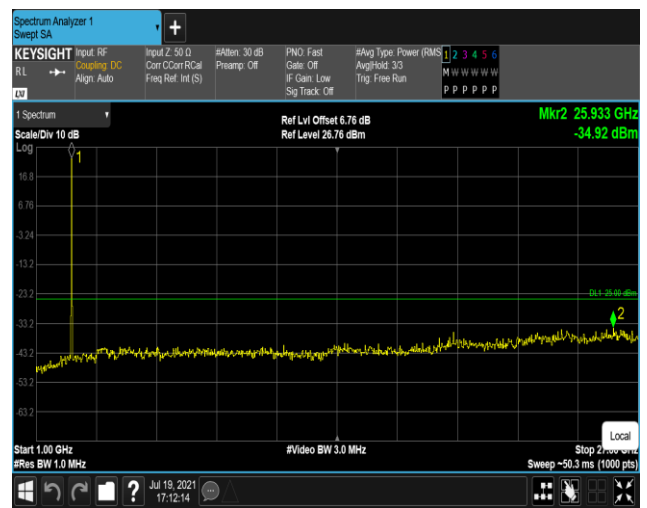 Spectrum Analyzer 1
Swept SA
+
KEYSIGHT
RL
LXI
Input: RF
Coupling: DC
Align: Auto
Input Z: 50 Ω
Corr CCorr RCal
Freq Ref: Int (S)
#Atten: 30 dB
Preamp: Off
PNO: Fast
Gate: Off
IF Gain: Low
Sig Track: Off
#Avg Type: Power (RMS
Avg|Hold: 3/3
Trig: Free Run
1 2 3 4 5 6
M W W W W W
P P P P P P
1 Spectrum
Scale/Div 10 dB
Log
Ref Lvl Offset 6.76 dB
Ref Level 26.76 dBm
Mkr2 25.933 GHz
-34.92 dBm
1
16.8
6.76
-3.24
-13.2
-23.2
DL1 -25.00 dBm
2
-33.2
-43.2
-53.2
-63.2
Local
Start 1.00 GHz
#Res BW 1.0 MHz
#Video BW 3.0 MHz
Stop 27.00 GHz
Sweep ~50.3 ms (1000 pts)
?
Jul 19, 2021
17:12:14